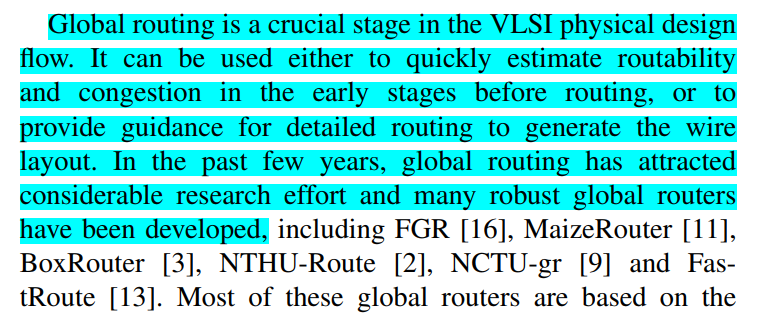 Global routing is a crucial stage in the VLSI physical design
flow. It can be used either to quickly estimate routability
and congestion in the early stages before routing, or to
provide guidance for detailed routing to generate the wire
layout. In the past few years, global routing has attracted
considerable research effort and many robust global routers
have been developed, including FGR [16], MaizeRouter [11],
BoxRouter [3], NTHU-Route [2], NCTU-gr [9] and Fas-
tRoute [13]. Most of these global routers are based on the